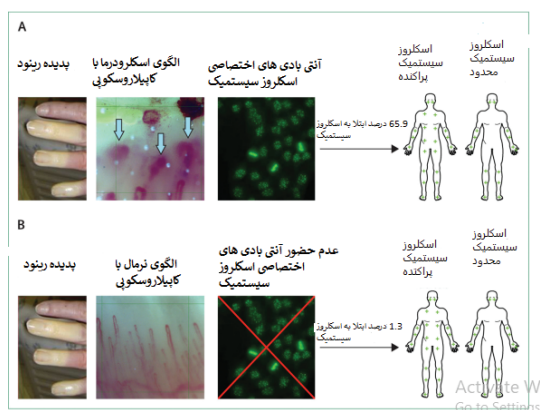 A
پدیده رینود
الگوی اسکلرودرما با
کاپیلاروسکوپی
آنتی بادی های اختصاصی
اسکلروز سیستمیک
65.9 درصد ابتلا به اسکلروز
سیستمیک
اسکلروز
سیستمیک
پراکنده
اسکلروز
سیستمیک
محدود
B
پدیده رینود
الگوی نرمال با
کاپیلاروسکوپی
عدم حضور آنتی بادی های
اختصاصی اسکلروز
سیستمیک
1.3 درصد ابتلا به اسکلروز
سیستمیک
اسکلروز
سیستمیک
پراکنده
اسکلروز
سیستمیک
محدود
Activate W
Go to Settings